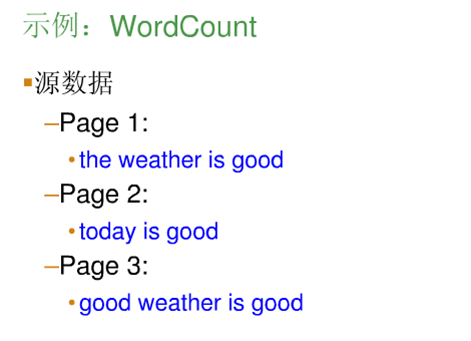 示例：WordCount
▪源数据
–Page 1:
•the weather is good
–Page 2:
•today is good
–Page 3:
•good weather is good